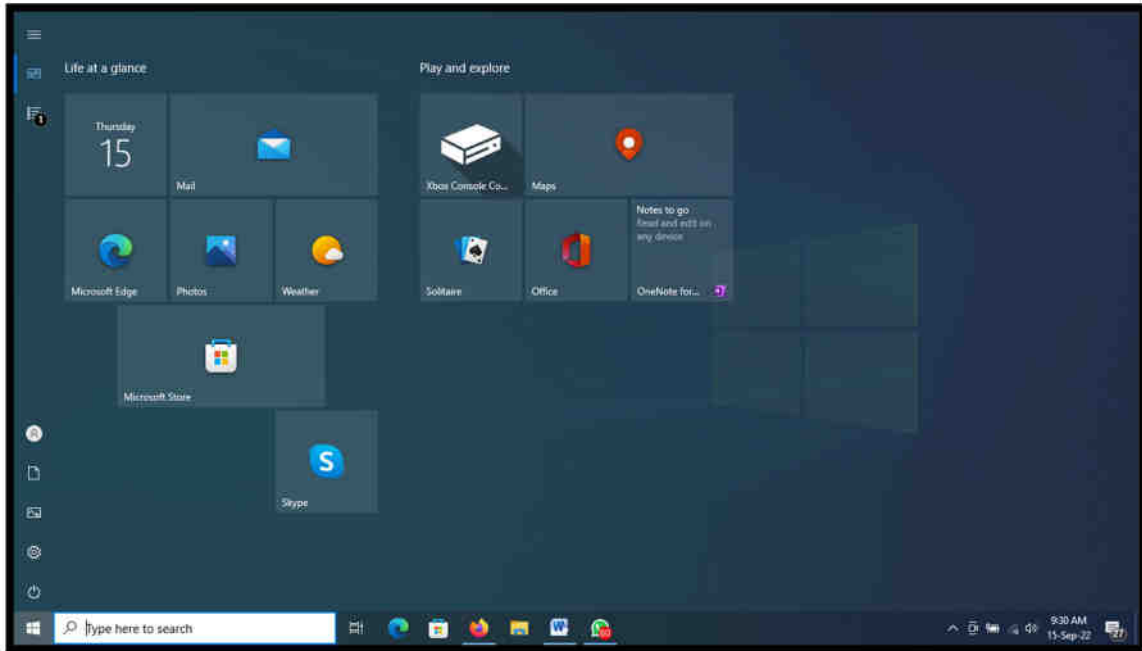 Life at a glance
Play and explore
1
Thursday
15
Mail
Xbox Console Co...
Maps
Microsoft Edge
Photos
Weather
Solitaire
Office
Notes to go
Read and edit on
any device
OneNote for...
Microsoft Store
S
Skype
Type here to search
W
60
9:30 AM
15-Sep-22
27